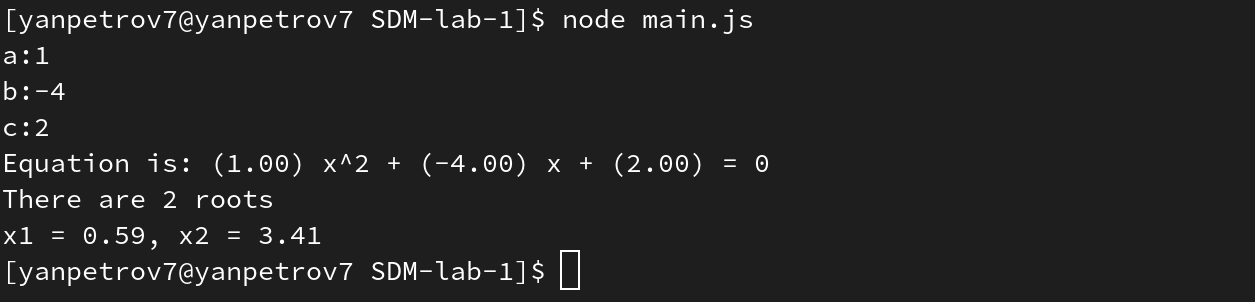 [yanpetrov7@yanpetrov7 SDM-lab-1]$ node main.js
a:1
b:-4
c:2
Equation is: (1.00) x^2 + (-4.00) x + (2.00) = 0
There are 2 roots
x1 = 0.59, x2 = 3.41
[yanpetrov7@yanpetrov7 SDM-lab-1]$